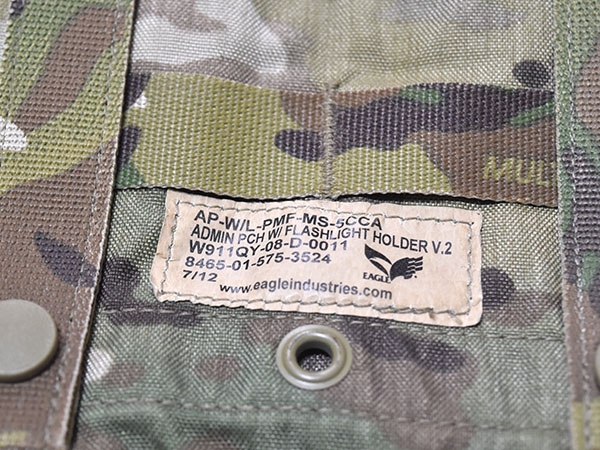 MUL
AP-W/L-PMF-MS-5CCA
ADMIN PCH W/ FLASHLIGHT HOLDER V.2
W911QY-08-D-0011
8465-01-575-3524
7/12
EAGLE
www.eagleindustries.com